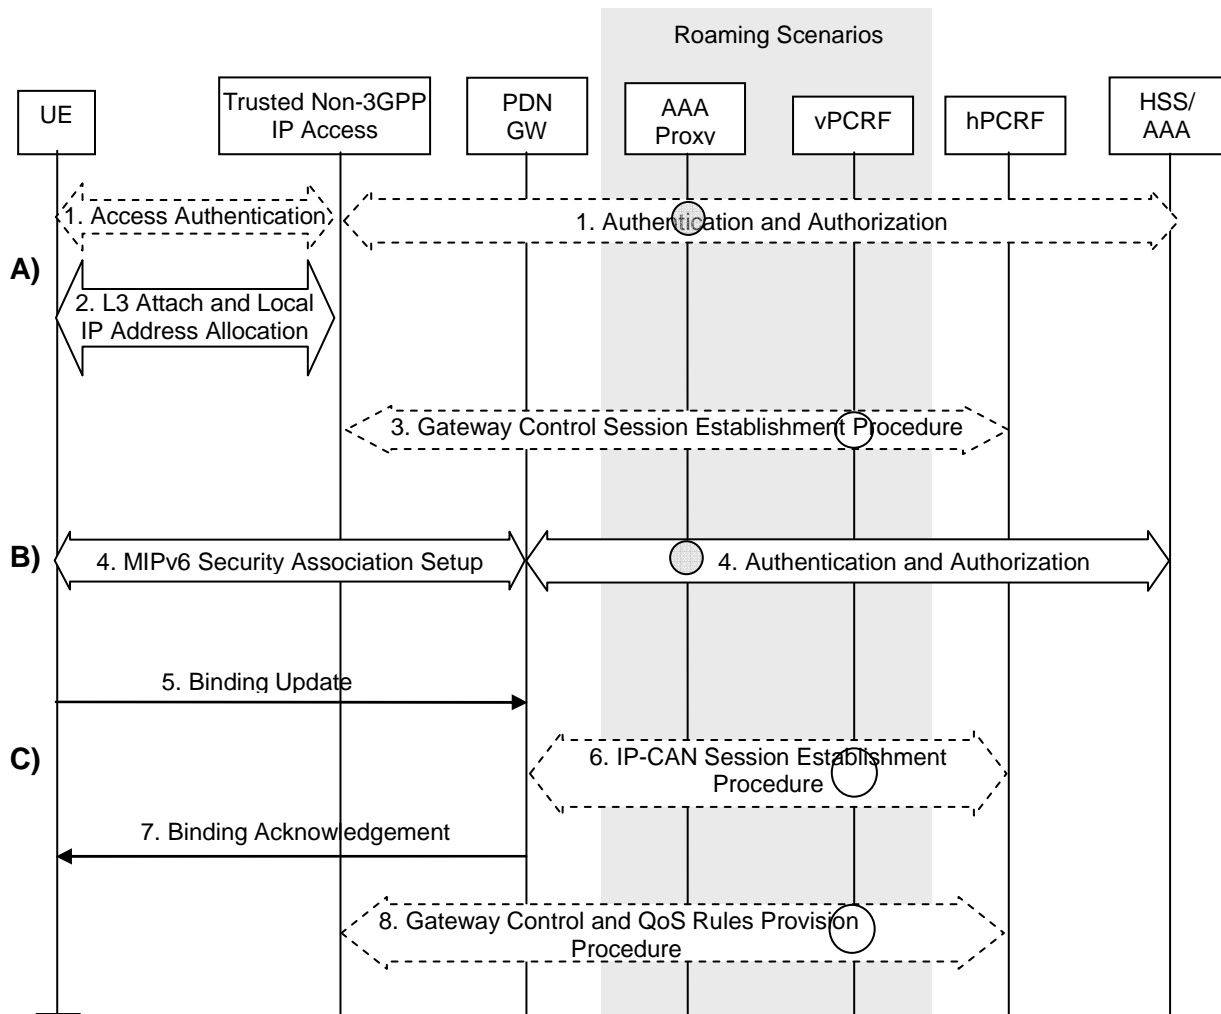 Roaming Scenarios
UE
Trusted Non-3GPP
IP Access
PDN
GW
AAA
Proxy
vPCRF
hPCRF
HSS/
AAA
1. Access Authentication
1. Authentication and Authorization
A)
2. L3 Attach and Local
IP Address Allocation
3. Gateway Control Session Establishment Procedure
B)
4. MIPv6 Security Association Setup
4. Authentication and Authorization
5. Binding Update
C)
6. IP-CAN Session Establishment
Procedure
7. Binding Acknowledgement
8. Gateway Control and QoS Rules Provision
Procedure